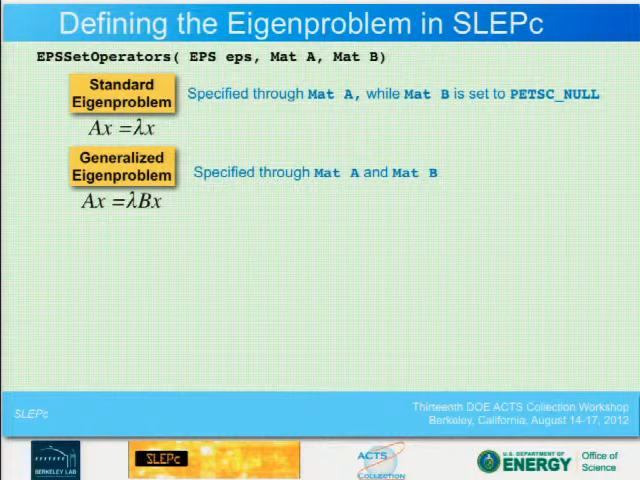 Defining the Eigenproblem in SLEPc
EPSSetOperators( EPS eps, Mat A, Mat B)
Standard
Eigenproblem
Specified through Mat A, while Mat B is set to PETSC_NULL
Ax =λx
Generalized
Eigenproblem
Specified through Mat A and Mat B
Ax =λBx
SLEPc
Thirteenth DOE ACTS Collection Workshop
Berkeley, California, August 14-17, 2012
BERKELEY LAB
SLEPc
ACTS
COLLECTION
U.S. DEPARTMENT OF
ENERGY
Office of
Science